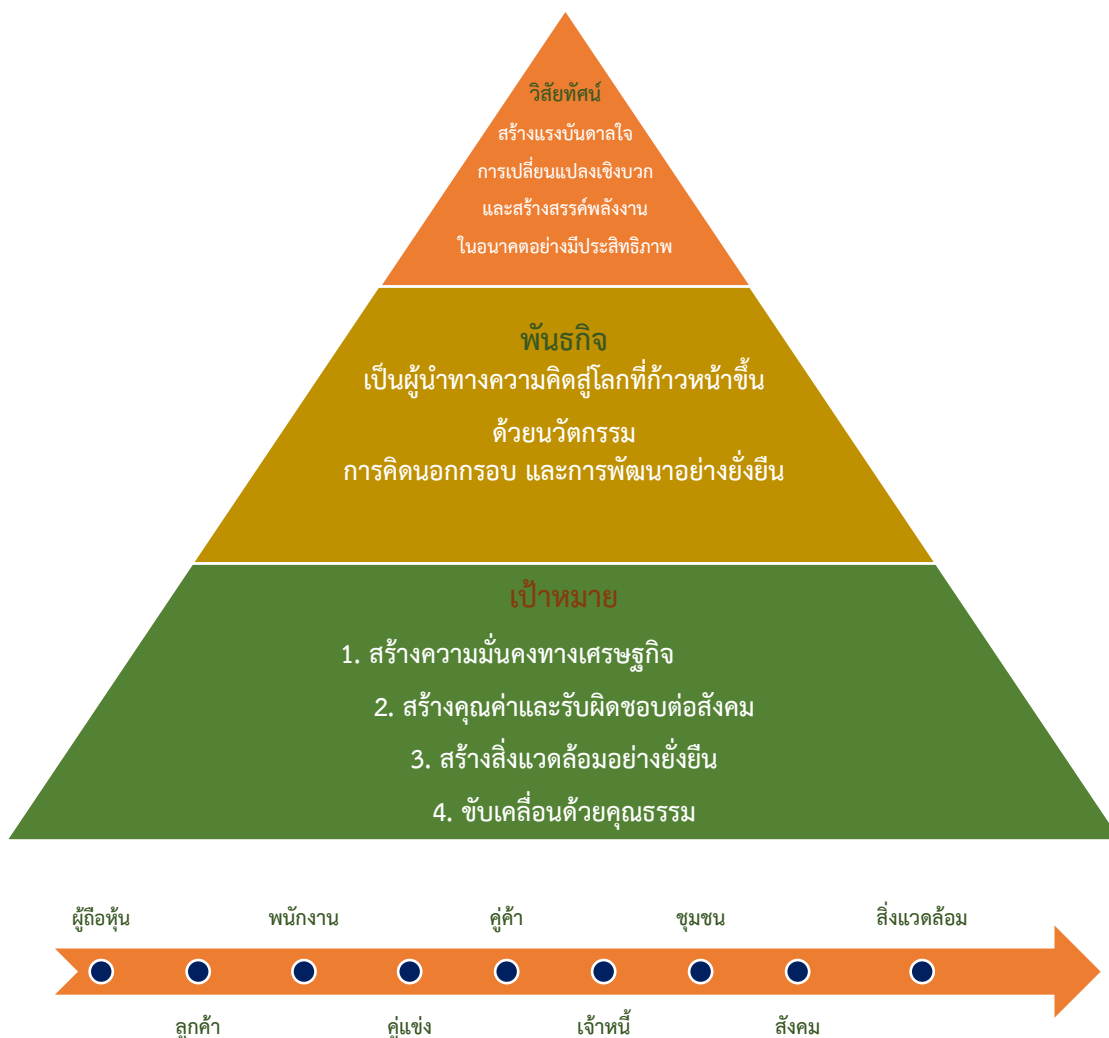 วิสัยทัศน์
สร้างแรงบันดาลใจ
การเปลี่ยนแปลงเชิงบวก
และสร้างสรรค์พลังงาน
ในอนาคตอย่างมีประสิทธิภาพ
พันธกิจ
เป็นผู้นำทางความคิดสู่โลกที่ก้าวหน้าขึ้น
ด้วยนวัตกรรม
การคิดนอกกรอบ และการพัฒนาอย่างยั่งยืน
เป้าหมาย
1. สร้างความมั่นคงทางเศรษฐกิจ
2. สร้างคุณค่าและรับผิดชอบต่อสังคม
3. สร้างสิ่งแวดล้อมอย่างยั่งยืน
4. ขับเคลื่อนด้วยคุณธรรม
ผู้ถือหุ้น พนักงาน คู่ค้า ชุมชน สิ่งแวดล้อม
ลูกค้า คู่แข่ง เจ้าหนี้ สังคม